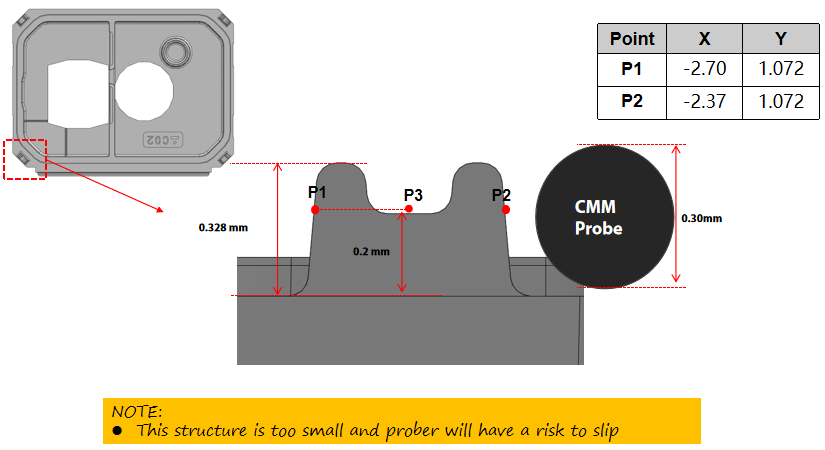 Point X Y
P1 -2.70 1.072
P2 -2.37 1.072
C02
P1 P3 P2
0.328 mm
0.2 mm
CMM
Probe
0.30mm
NOTE:
● This structure is too small and prober will have a risk to slip